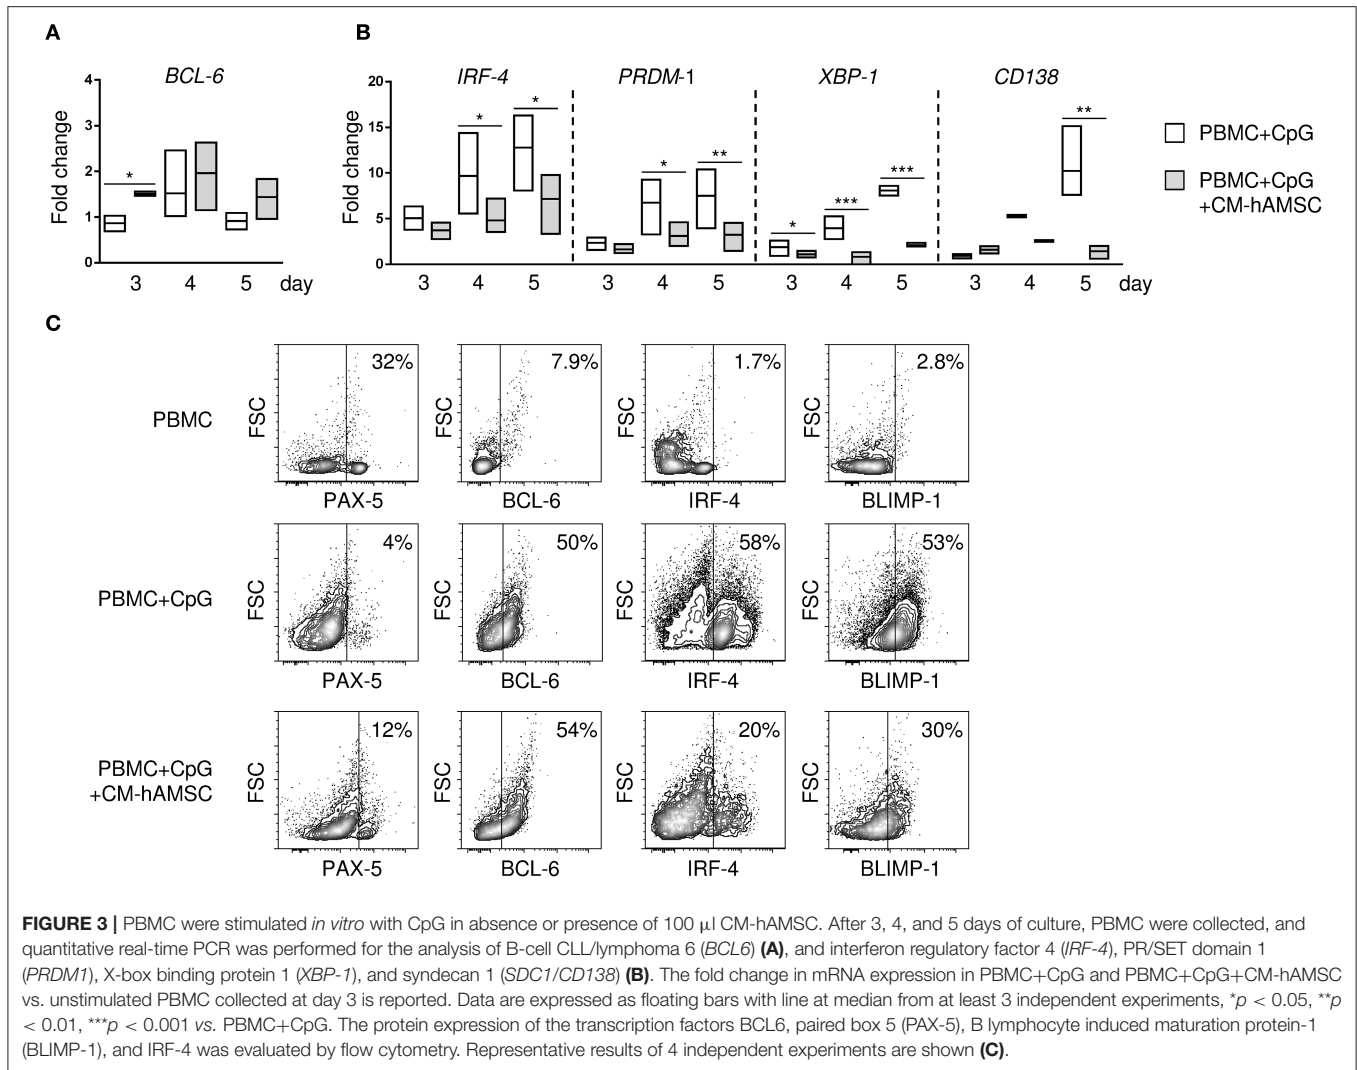 A
B
BCL-6
IRF-4
PRDM-1
XBP-1
CD138
Fold change
4
3
2
1
0
*
3
4
5
day
Fold change
20
15
10
5
0
*
*
*
**
*
***
***
**
3
4
5
3
4
5
3
4
5
3
4
5
day
PBMC+CpG
PBMC+CpG
+CM-hAMSC
C
PBMC
FSC
32%
PAX-5
FSC
7.9%
BCL-6
FSC
1.7%
IRF-4
FSC
2.8%
BLIMP-1
PBMC+CpG
FSC
4%
PAX-5
FSC
50%
BCL-6
FSC
58%
IRF-4
FSC
53%
BLIMP-1
PBMC+CpG
+CM-hAMSC
FSC
12%
PAX-5
FSC
54%
BCL-6
FSC
20%
IRF-4
FSC
30%
BLIMP-1
FIGURE 3 | PBMC were stimulated in vitro with CpG in absence or presence of 100 μl CM-hAMSC. After 3, 4, and 5 days of culture, PBMC were collected, and
quantitative real-time PCR was performed for the analysis of B-cell CLL/lymphoma 6 (BCL6) (A), and interferon regulatory factor 4 (IRF-4), PR/SET domain 1
(PRDM1), X-box binding protein 1 (XBP-1), and syndecan 1 (SDC1/CD138) (B). The fold change in mRNA expression in PBMC+CpG and PBMC+CpG+CM-hAMSC
vs. unstimulated PBMC collected at day 3 is reported. Data are expressed as floating bars with line at median from at least 3 independent experiments, *p < 0.05, **p
< 0.01, ***p < 0.001 vs. PBMC+CpG. The protein expression of the transcription factors BCL6, paired box 5 (PAX-5), B lymphocyte induced maturation protein-1
(BLIMP-1), and IRF-4 was evaluated by flow cytometry. Representative results of 4 independent experiments are shown (C).